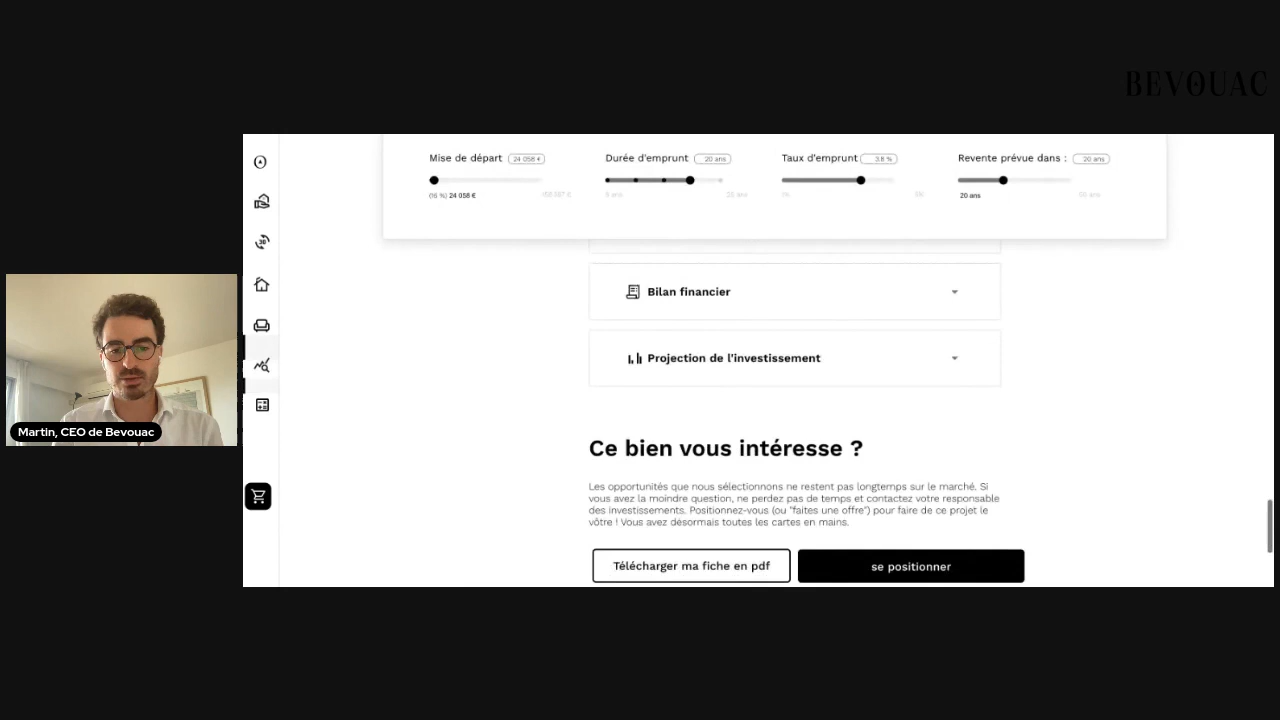 BEVOUAC
Mise de départ 24 058 €
Durée d'emprunt 20 ans
Taux d'emprunt 3.8 %
Revente prévue dans : 20 ans
(16 %) 24 058 €
20 ans
Bilan financier
Projection de l'investissement
Martin, CEO de Bevouac
Ce bien vous intéresse ?
Les opportunités que nous sélectionnons ne restent pas longtemps sur le marché. Si
vous avez la moindre question, ne perdez pas de temps et contactez votre responsable
des investissements. Positionnez-vous (ou "faites une offre") pour faire de ce projet le
vôtre ! Vous avez désormais toutes les cartes en mains.
Télécharger ma fiche en pdf
se positionner